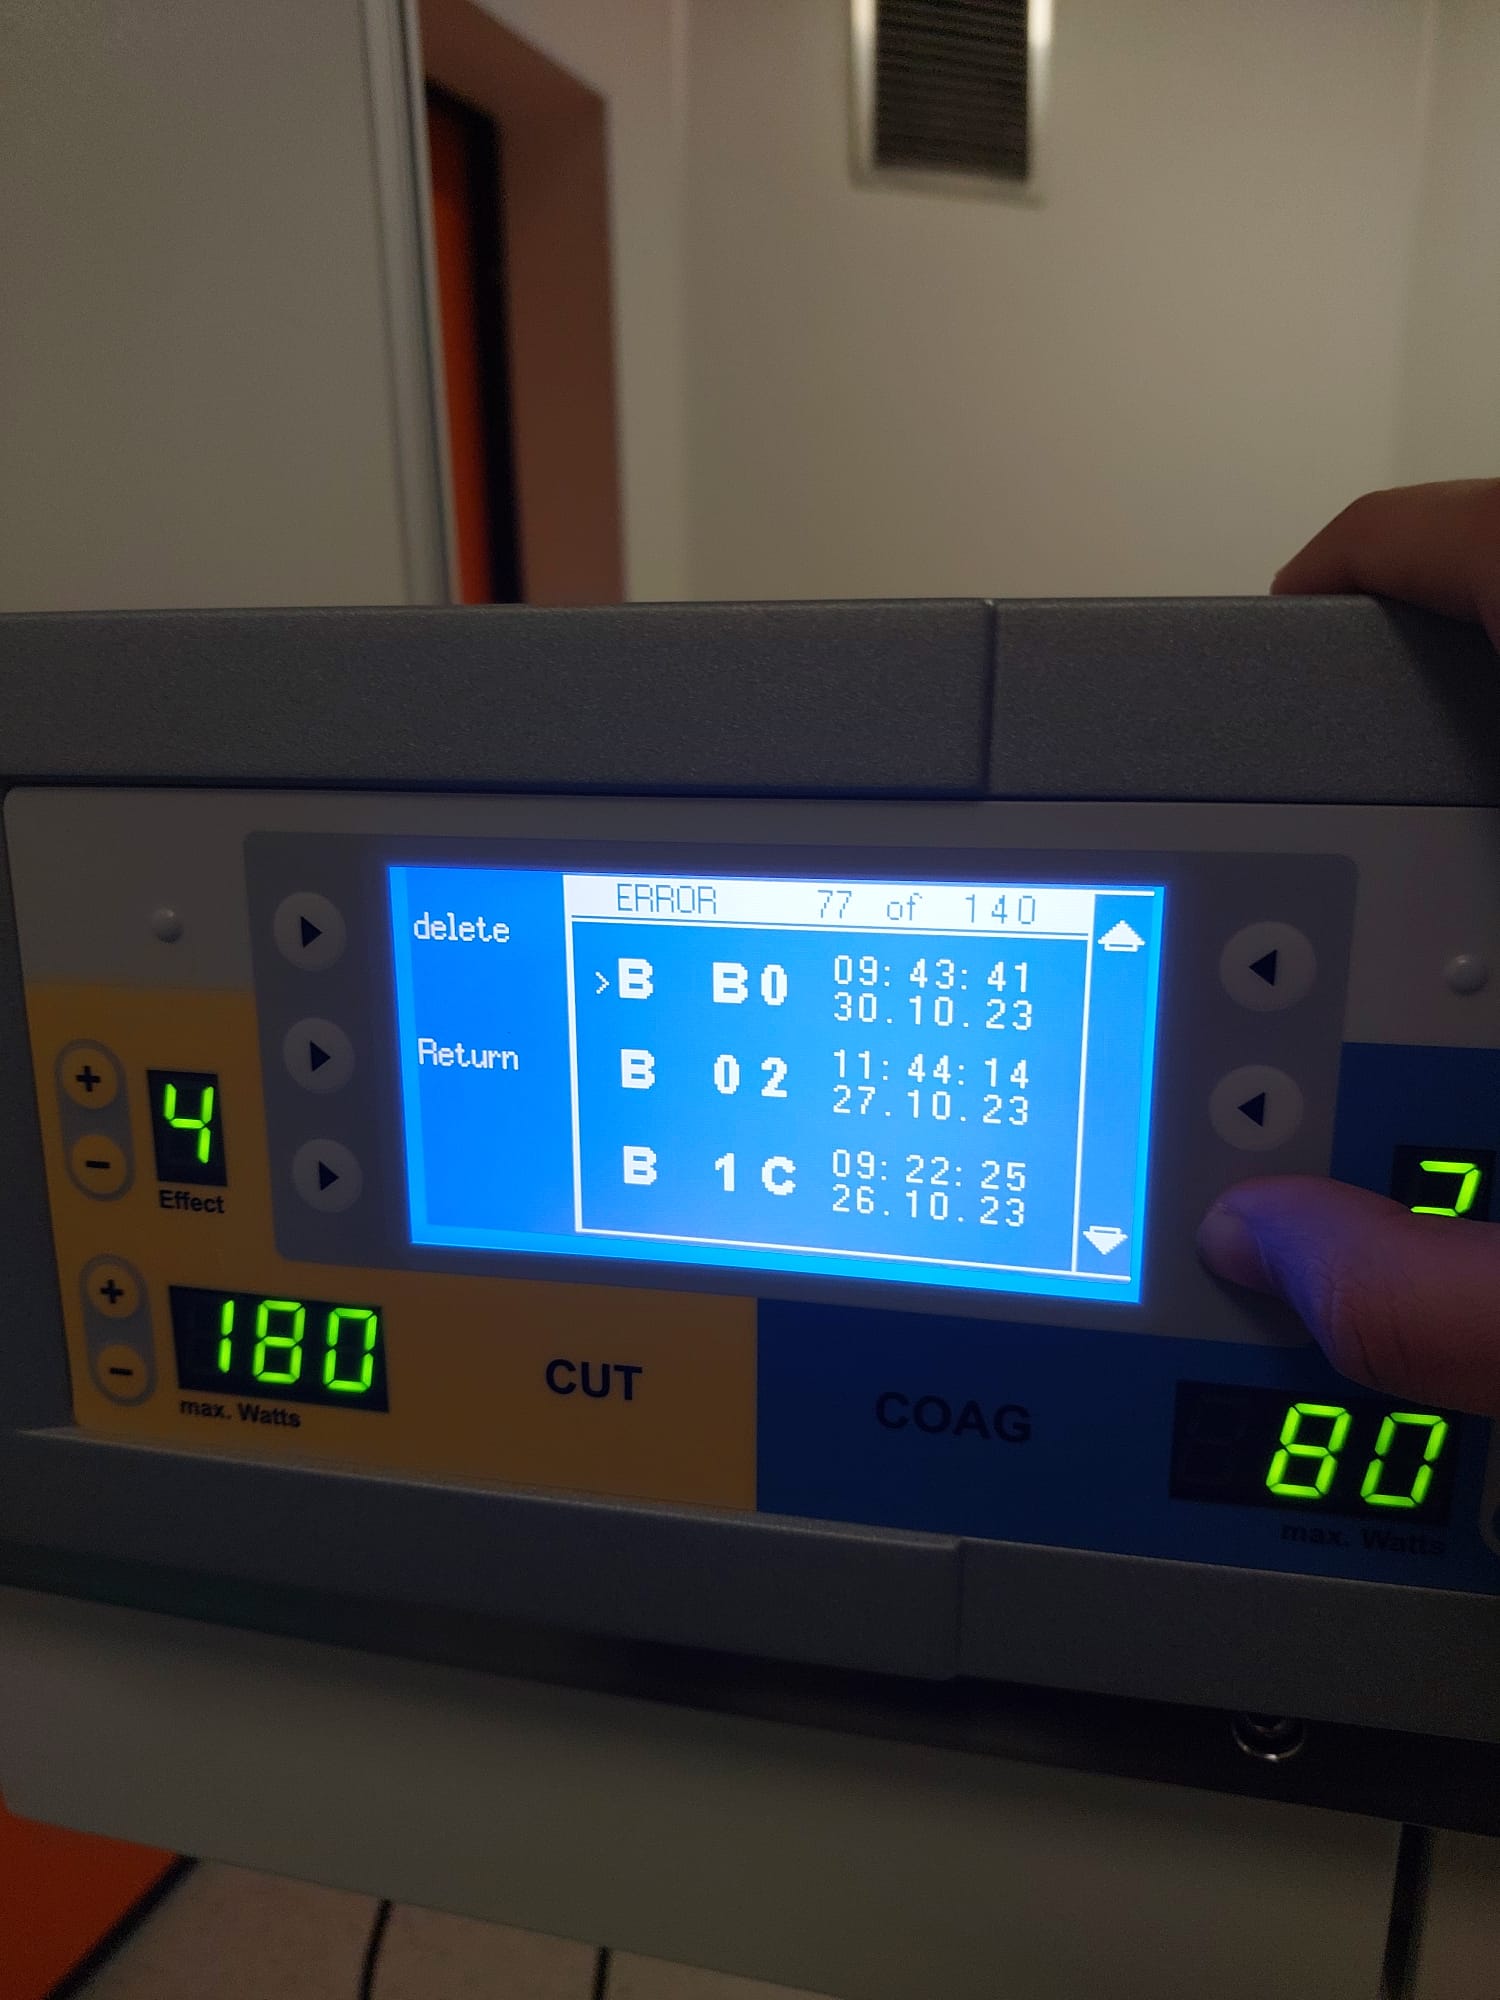 ERROR 77 of 140
delete
>B B0 09:43:41
30.10.23
Return
B 02 11:44:14
27.10.23
B 1C 09:22:25
26.10.23
+
4
−
Effect
+
180
−
max. Watts
CUT
COAG
80
max. Watts